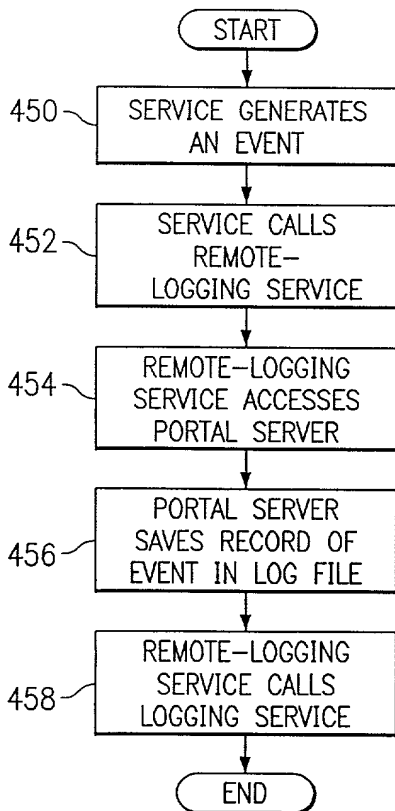 START
450
SERVICE GENERATES
AN EVENT
452
SERVICE CALLS
REMOTE-
LOGGING SERVICE
454
REMOTE-LOGGING
SERVICE ACCESSES
PORTAL SERVER
456
PORTAL SERVER
SAVES RECORD OF
EVENT IN LOG FILE
458
REMOTE-LOGGING
SERVICE CALLS
LOGGING SERVICE
END